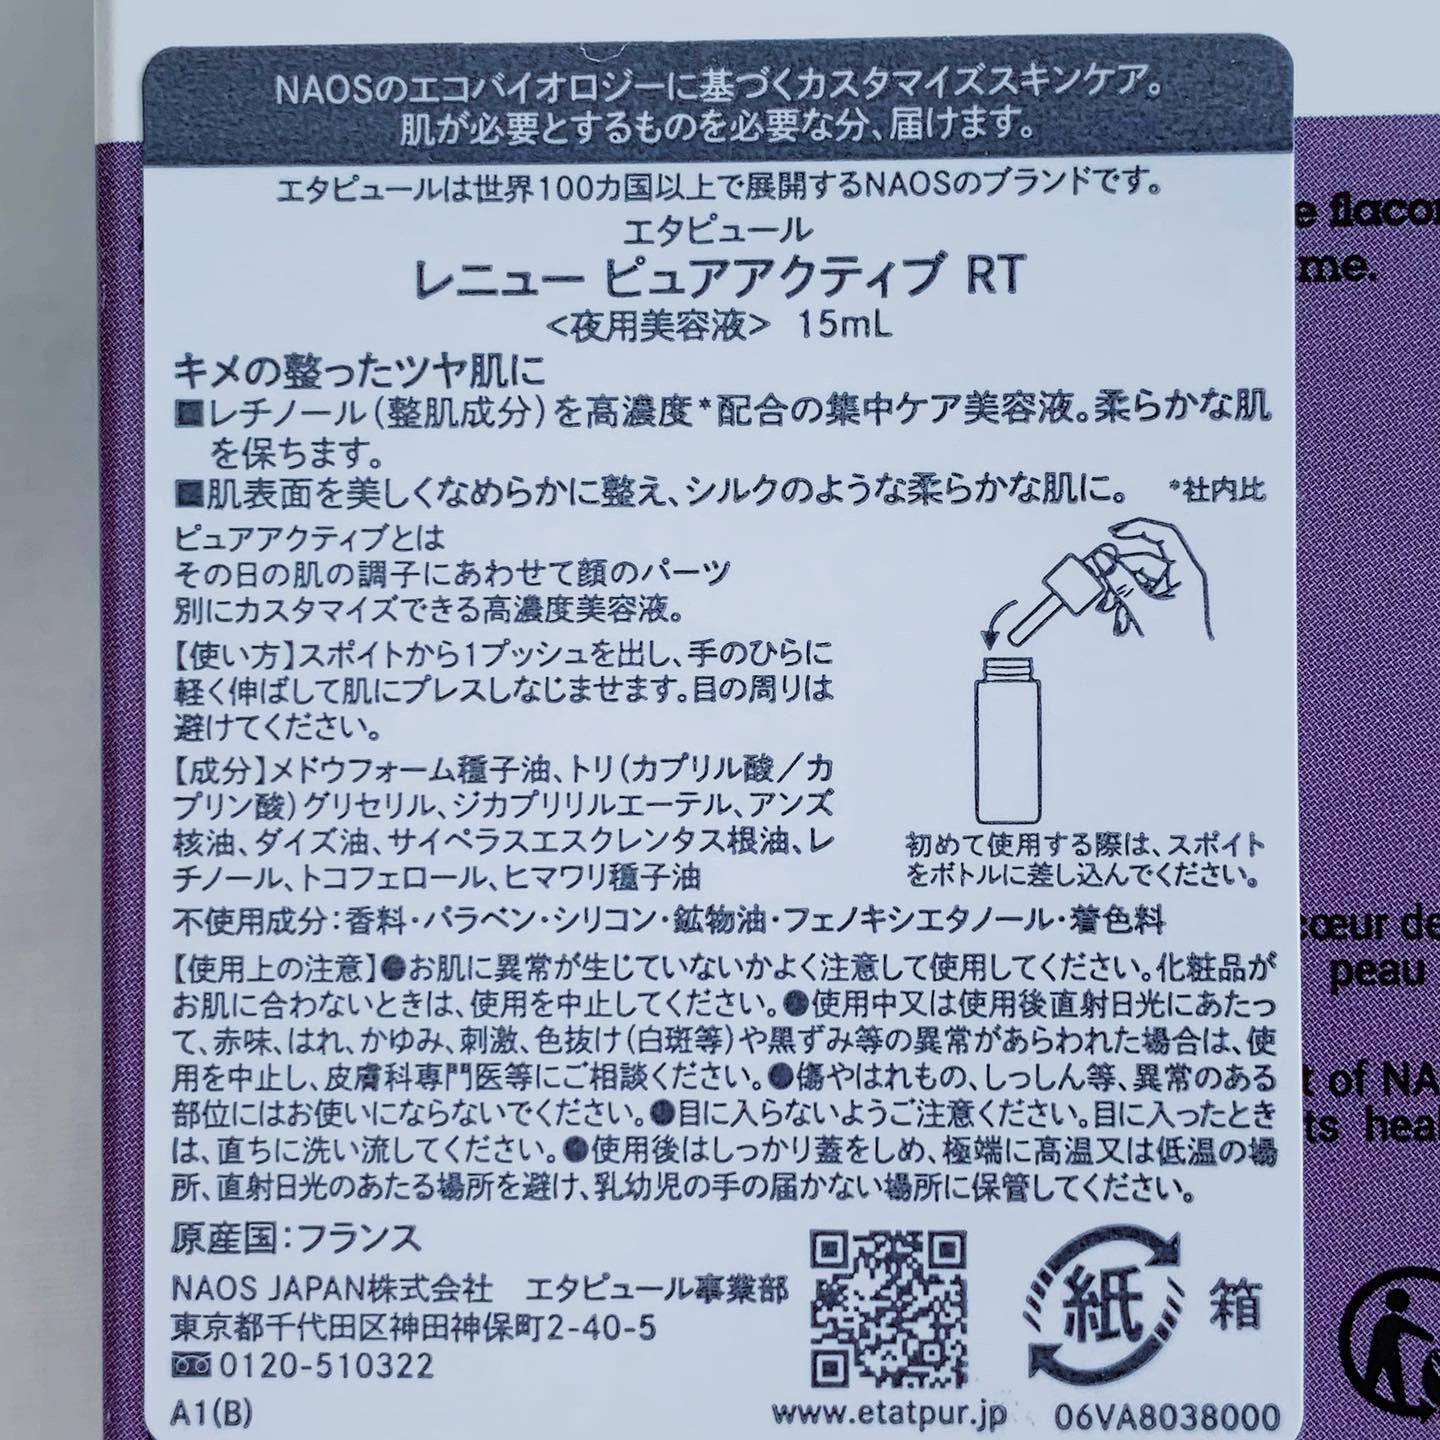 NAOSのエコバイオロジーに基づくカスタマイズスキンケア。
肌が必要とするものを必要な分、届けます。
エタピュールは世界100カ国以上で展開するNAOSのブランドです。
エタピュール
レニュー ピュアアクティブ RT
<夜用美容液> 15mL
キメの整ったツヤ肌に
■レチノール(整肌成分)を高濃度*配合の集中ケア美容液。柔らかな肌
を保ちます。
■肌表面を美しくなめらかに整え、シルクのような柔らかな肌に。 *社内比
ピュアアクティブとは
その日の肌の調子にあわせて顔のパーツ
別にカスタマイズできる高濃度美容液。
【使い方】スポイトから1プッシュを出し、手のひらに
軽く伸ばして肌にプレスしなじませます。目の周りは
避けてください。
【成分】メドウフォーム種子油、トリ(カプリル酸/カ
プリン酸)グリセリル、ジカプリリルエーテル、アンズ
核油、ダイズ油、サイペラスエスクレンタス根油、レ
チノール、トコフェロール、ヒマワリ種子油
初めて使用する際は、スポイト
をボトルに差し込んでください。
不使用成分:香料・パラベン・シリコン・鉱物油・フェノキシエタノール・着色料
【使用上の注意】●お肌に異常が生じていないかよく注意して使用してください。化粧品が
お肌に合わないときは、使用を中止してください。●使用中又は使用後直射日光にあたっ
て、赤味、はれ、かゆみ、刺激、色抜け(白斑等)や黒ずみ等の異常があらわれた場合は、使
用を中止し、皮膚科専門医等にご相談ください。●傷やはれもの、しっしん等、異常のある
部位にはお使いにならないでください。●目に入らないようご注意ください。目に入ったとき
は、直ちに洗い流してください。●使用後はしっかり蓋をしめ、極端に高温又は低温の場
所、直射日光のあたる場所を避け、乳幼児の手の届かない場所に保管してください。
原産国:フランス
NAOS JAPAN株式会社 エタピュール事業部
東京都千代田区神田神保町2-40-5
0120-510322
A1(B)
紙 箱
www.etatpur.jp 06VA8038000
e flacon
me.
cœur de
peau
t of NA
ts hea